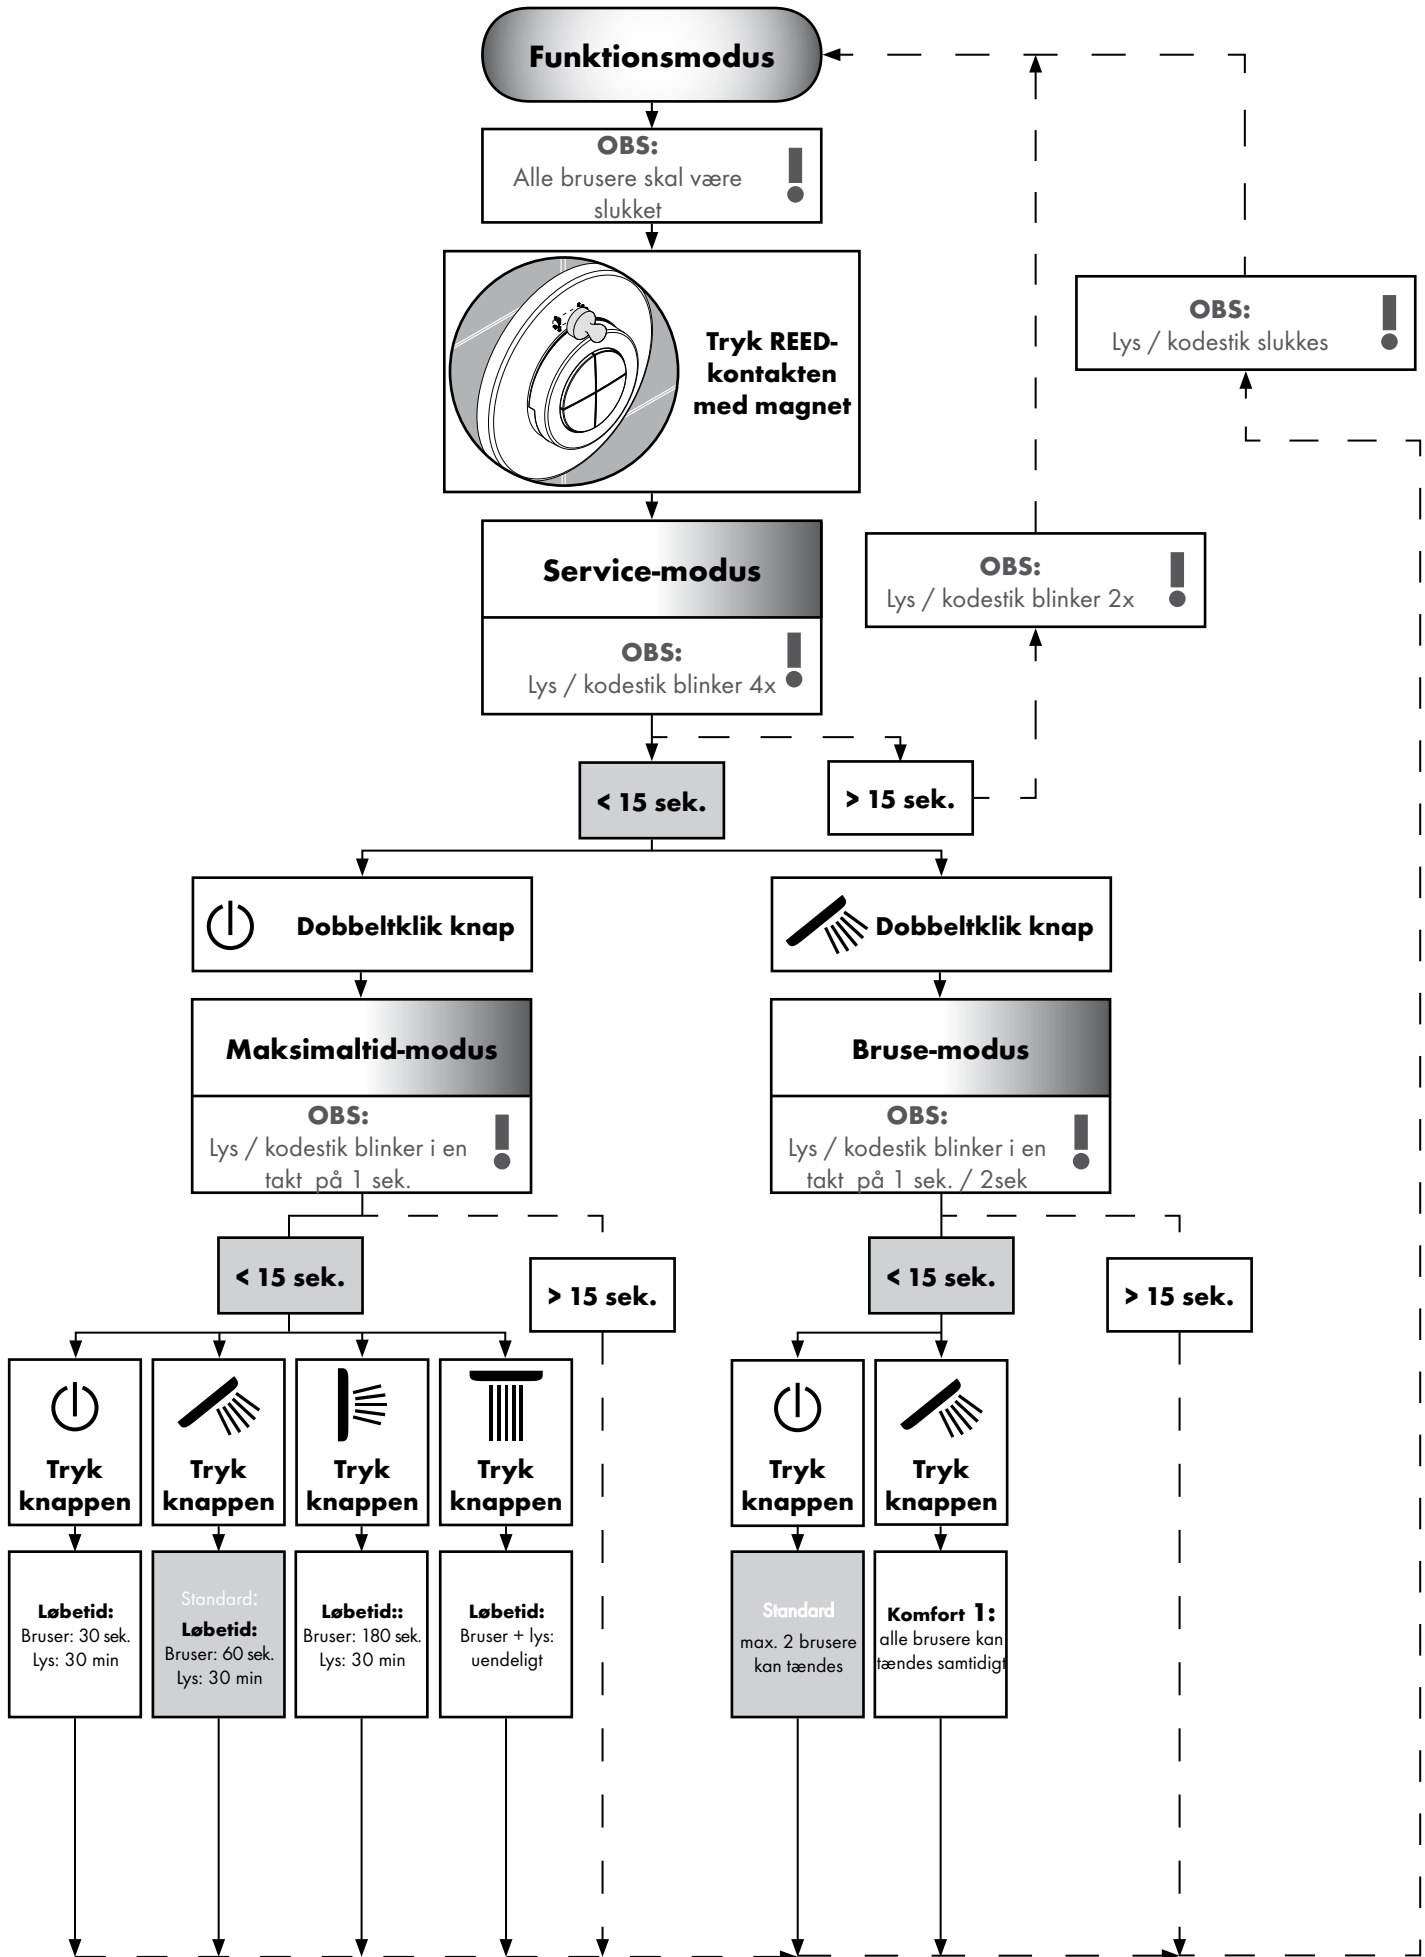 Funktionsmodus
OBS:
Alle brusere skal være
slukket
Tryk REED-
kontakten
med magnet
OBS:
Lys / kodestik slukkes
Service-modus
OBS:
Lys / kodestik blinker 4x
OBS:
Lys / kodestik blinker 2x
< 15 sek.
> 15 sek.
Dobbeltklik knap
Dobbeltklik knap
Maksimaltid-modus
OBS:
Lys / kodestik blinker i en
takt på 1 sek.
Bruse-modus
OBS:
Lys / kodestik blinker i en
takt på 1 sek. / 2sek
< 15 sek.
> 15 sek.
< 15 sek.
> 15 sek.
Tryk
knappen
Tryk
knappen
Tryk
knappen
Tryk
knappen
Tryk
knappen
Tryk
knappen
Løbetid:
Bruser: 30 sek.
Lys: 30 min
Standard:
Løbetid:
Bruser: 60 sek.
Lys: 30 min
Løbetid::
Bruser: 180 sek.
Lys: 30 min
Løbetid:
Bruser + lys:
uendeligt
Standard
max. 2 brusere
kan tændes
Komfort 1:
alle brusere kan
tændes samtidigt